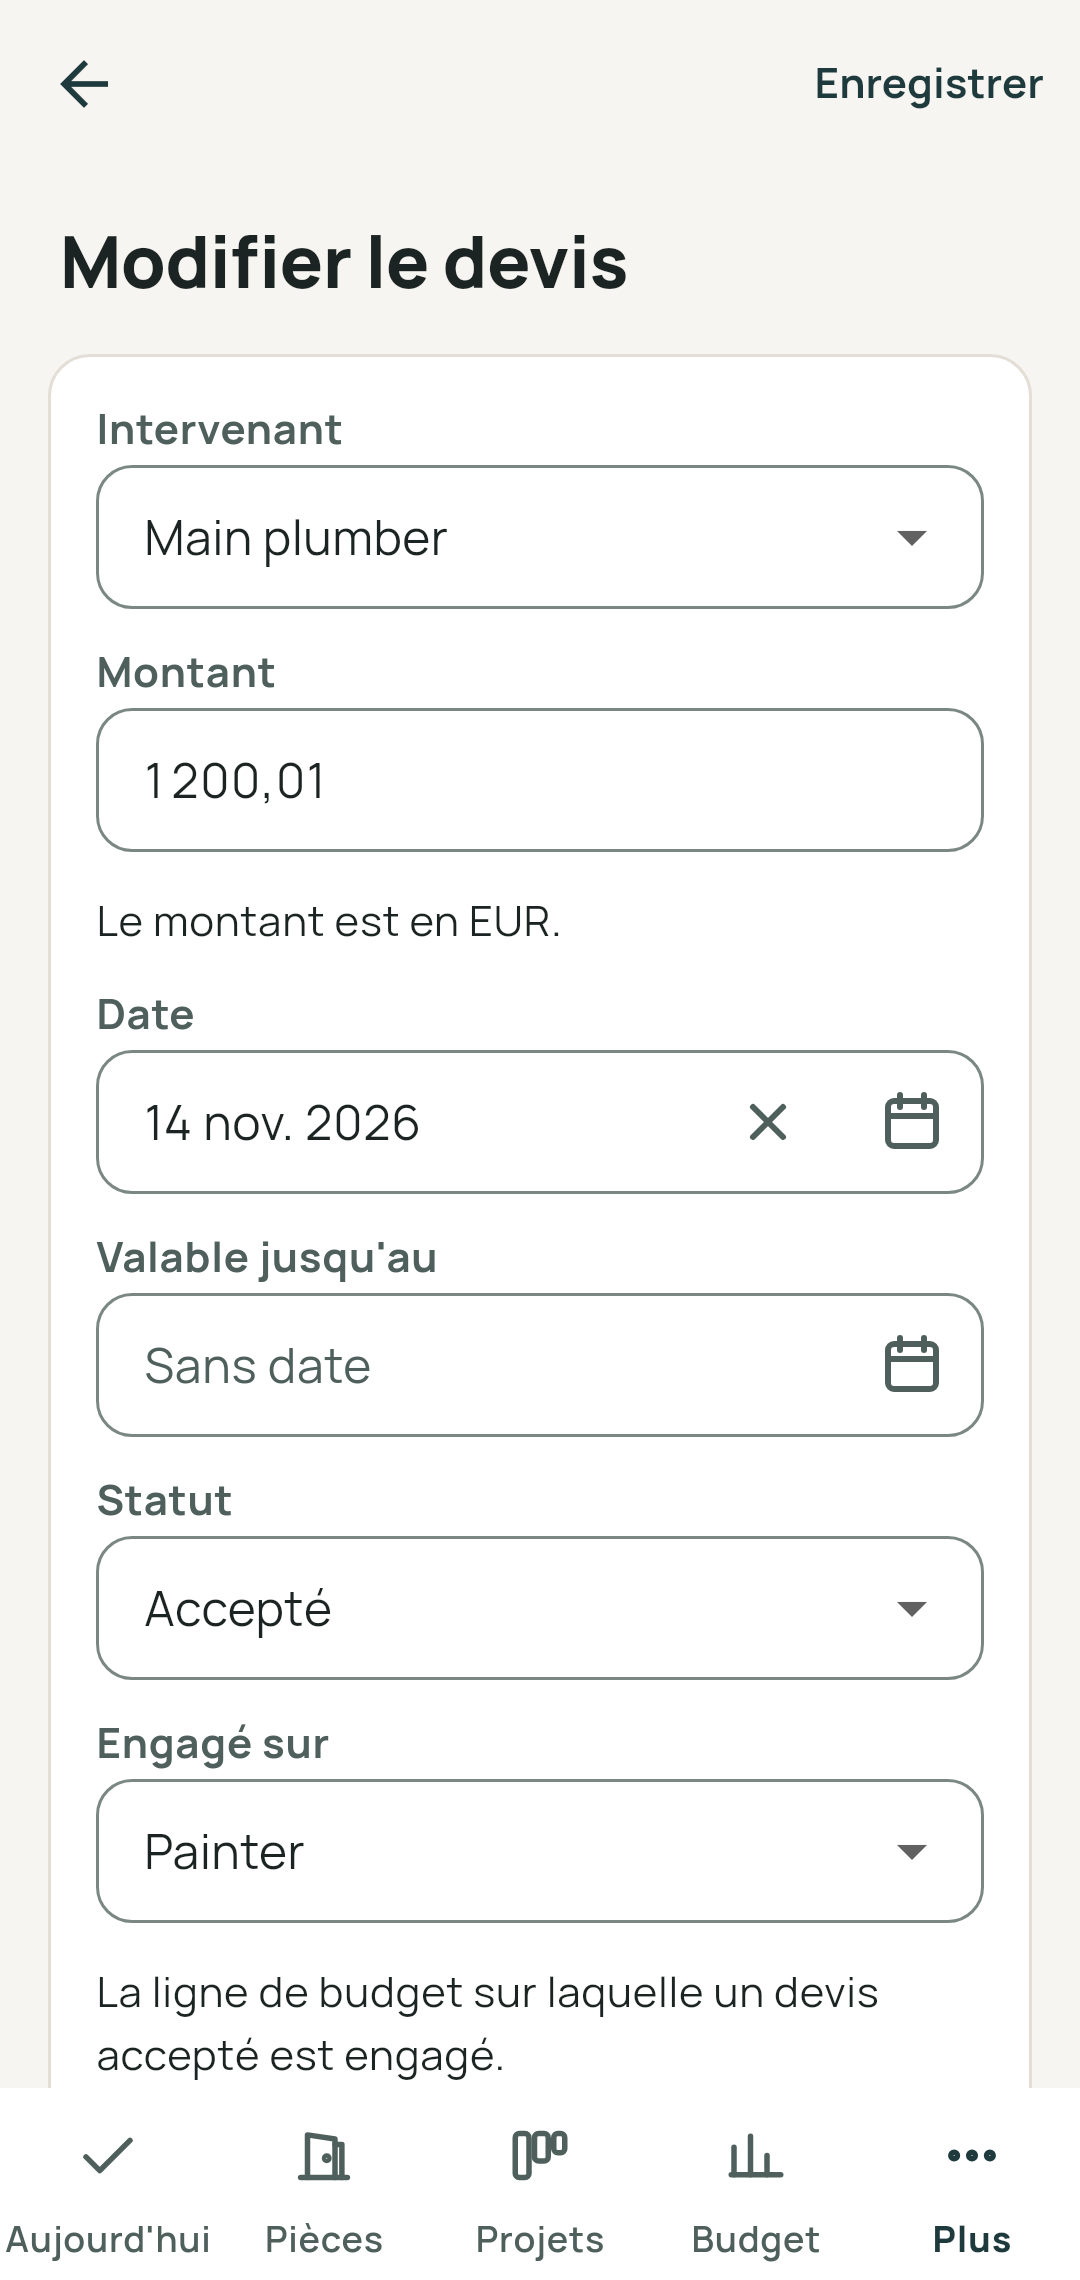 Enregistrer
Modifier le devis
Intervenant
Main plumber
Montant
1 200,01
Le montant est en EUR.
Date
14 nov. 2026
Valable jusqu'au
Sans date
Statut
Accepté
Engagé sur
Painter
La ligne de budget sur laquelle un devis
accepté est engagé.
Aujourd'hui
Pièces
Projets
Budget
Plus